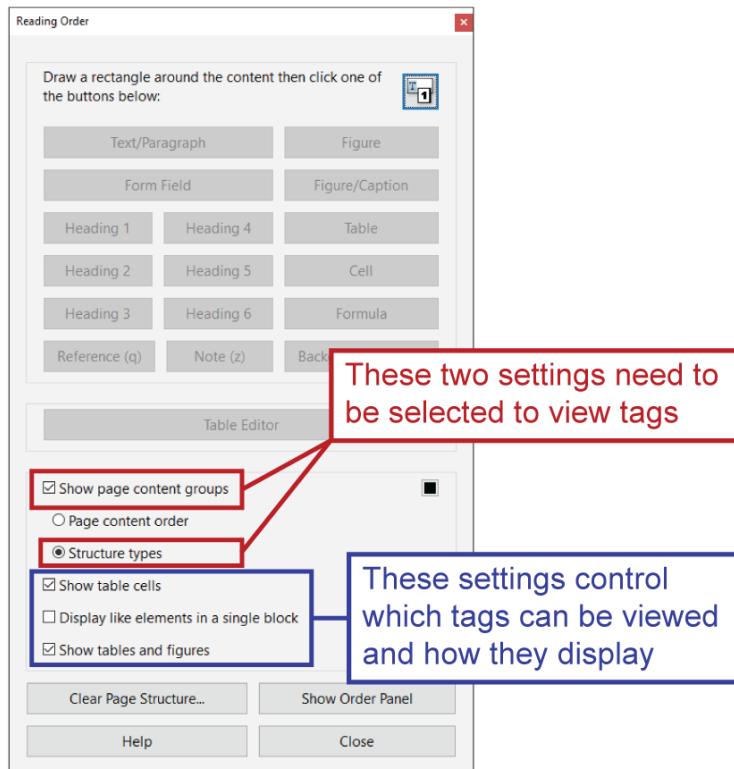 Reading Order
Draw a rectangle around the content then click one of
the buttons below:
Text/Paragraph
Figure
Form Field
Figure/Caption
Heading 1
Heading 4
Table
Heading 2
Heading 5
Cell
Heading 3
Heading 6
Formula
Reference (q)
Note (z)
These two settings need to
be selected to view tags
Table Editor
Show page content groups
Page content order
Structure types
Show table cells
Display like elements in a single block
Show tables and figures
These settings control
which tags can be viewed
and how they display
Clear Page Structure...
Show Order Panel
Help
Close